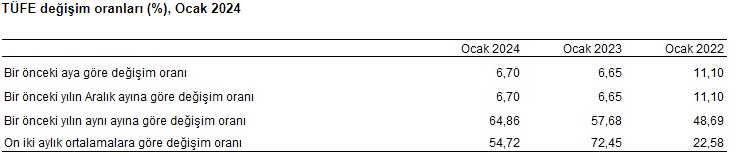 TÜFE değişim oranları (%), Ocak 2024
Ocak 2024 Ocak 2023 Ocak 2022
Bir önceki aya göre değişim oranı 6,70 6,65 11,10
Bir önceki yılın Aralık ayına göre değişim oranı 6,70 6,65 11,10
Bir önceki yılın aynı ayına göre değişim oranı 64,86 57,68 48,69
On iki aylık ortalamalara göre değişim oranı 54,72 72,45 22,58